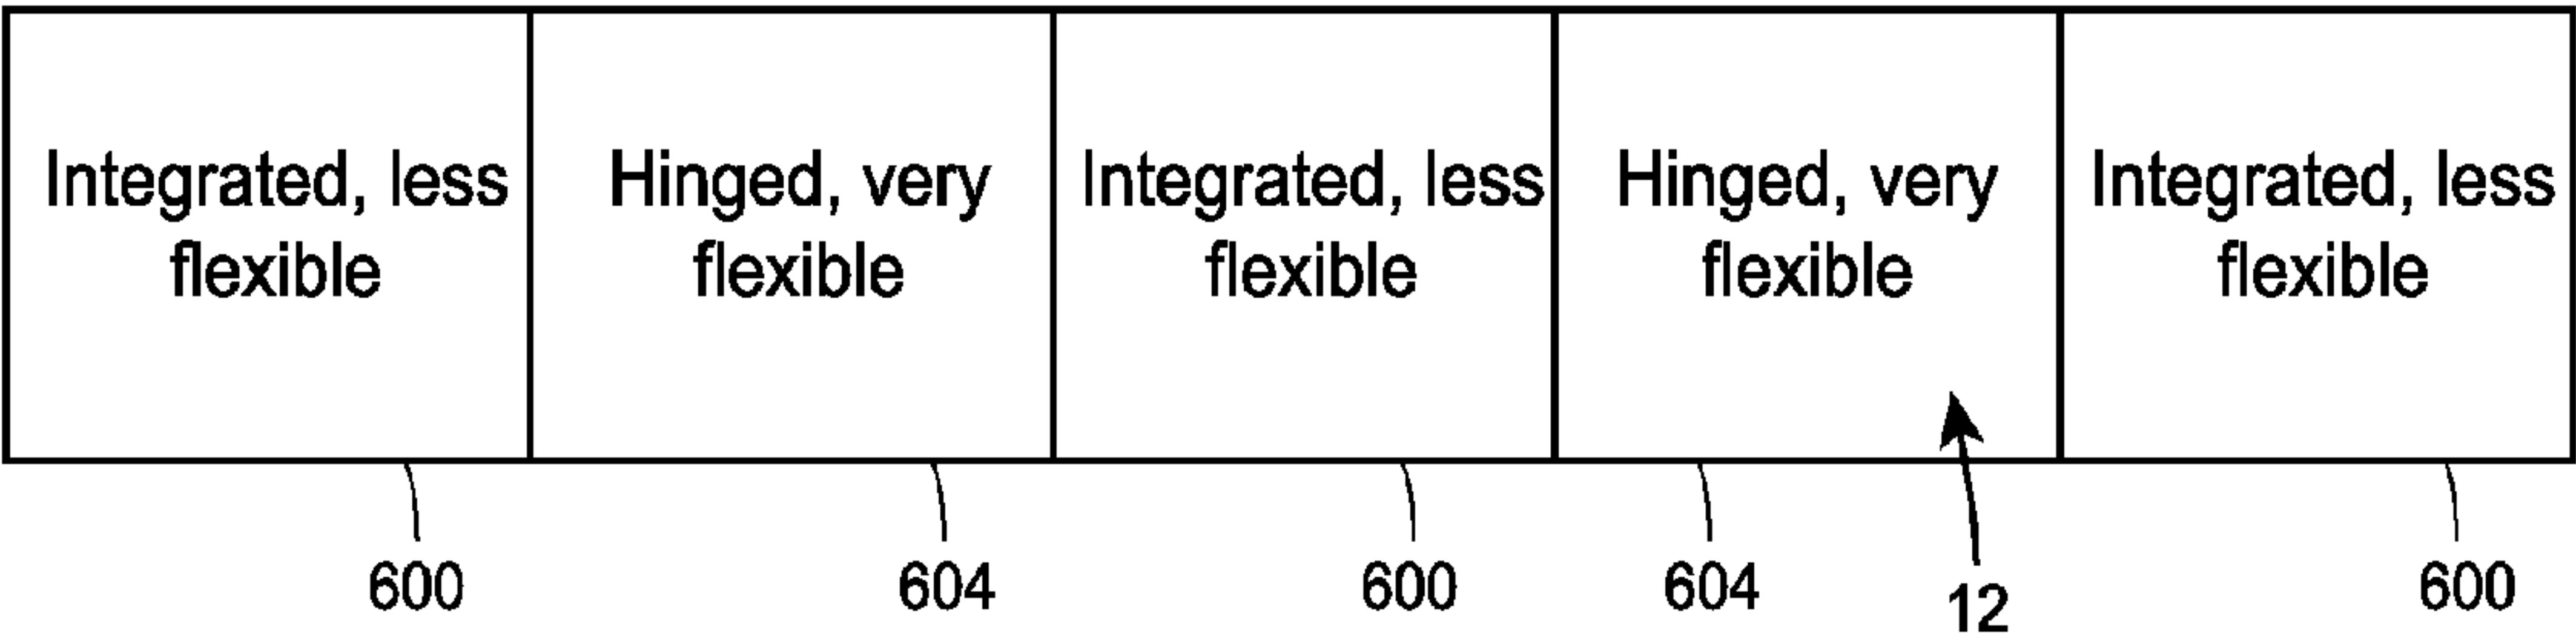 Integrated, less
flexible
Hinged, very
flexible
Integrated, less
flexible
Hinged, very
flexible
Integrated, less
flexible
600
604
600
604
12
600